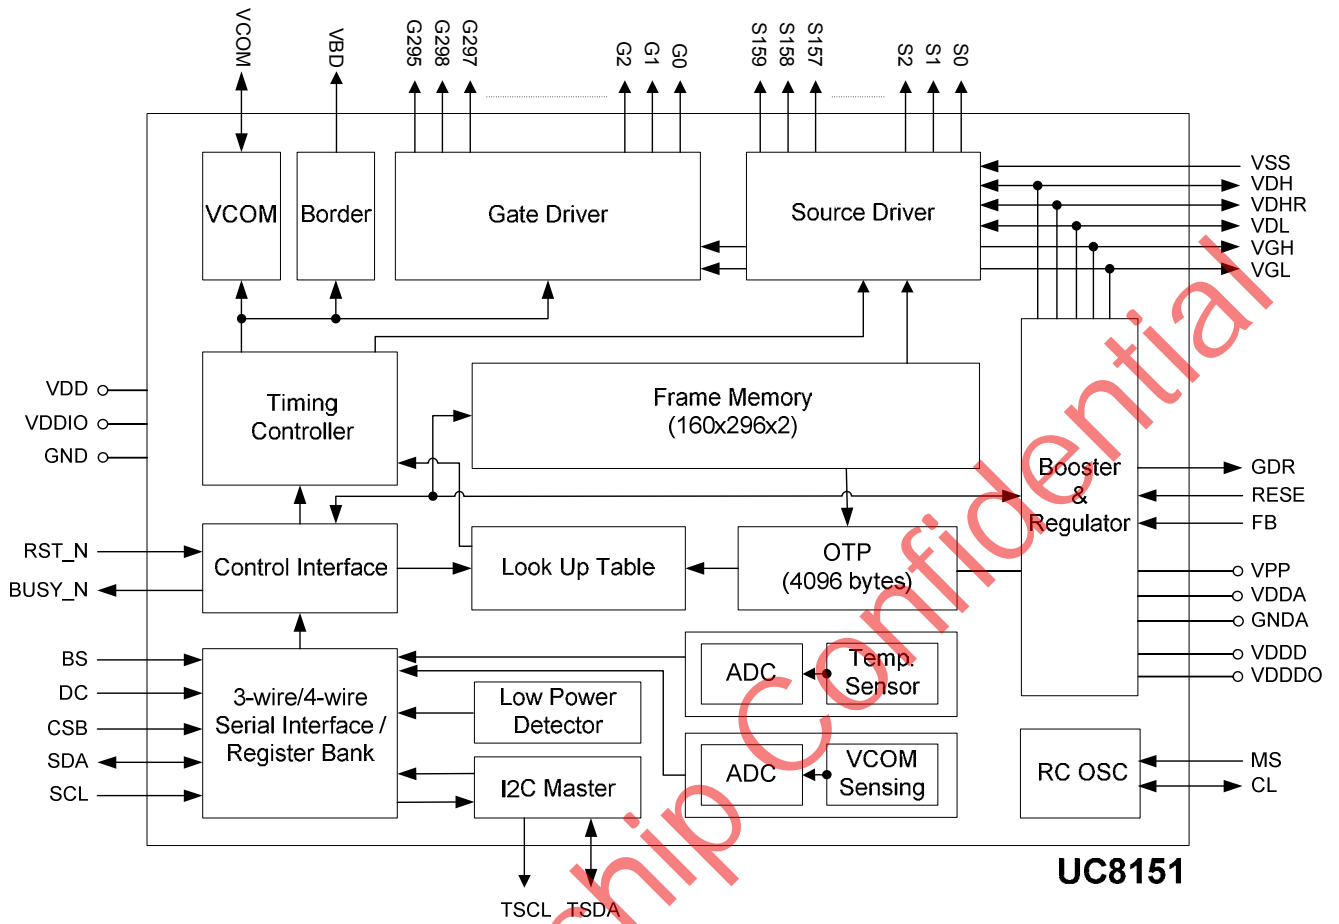 VCOM
VBD
G295
G298
G297
G2
G1
G0
S159
S158
S157
S2
S1
S0
VCOM
Border
Gate Driver
Source Driver
VSS
VDH
VDHR
VDL
VGH
VGL
VDD
VDDIO
GND
Timing
Controller
Frame Memory
(160x296x2)
Booster
&
Regulator
GDR
RESE
FB
RST_N
BUSY_N
Control Interface
Look Up Table
OTP
(4096 bytes)
VPP
VDDA
GNDA
VDDD
VDDDO
BS
DC
CSB
SDA
SCL
3-wire/4-wire
Serial Interface /
Register Bank
Low Power
Detector
I2C Master
ADC
Temp.
Sensor
ADC
VCOM
Sensing
RC OSC
MS
CL
UC8151
TSCL
TSDA
chip Confidential